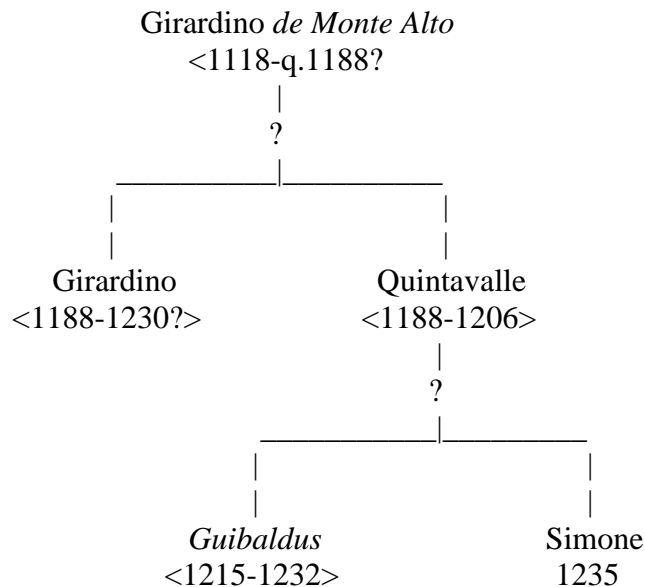 Girardino de Monte Alto
<1118-q.1188?
?
Girardino Quintavalle
<1188-1230?> <1188-1206>
?
Guibaldus Simone
<1215-1232> 1235